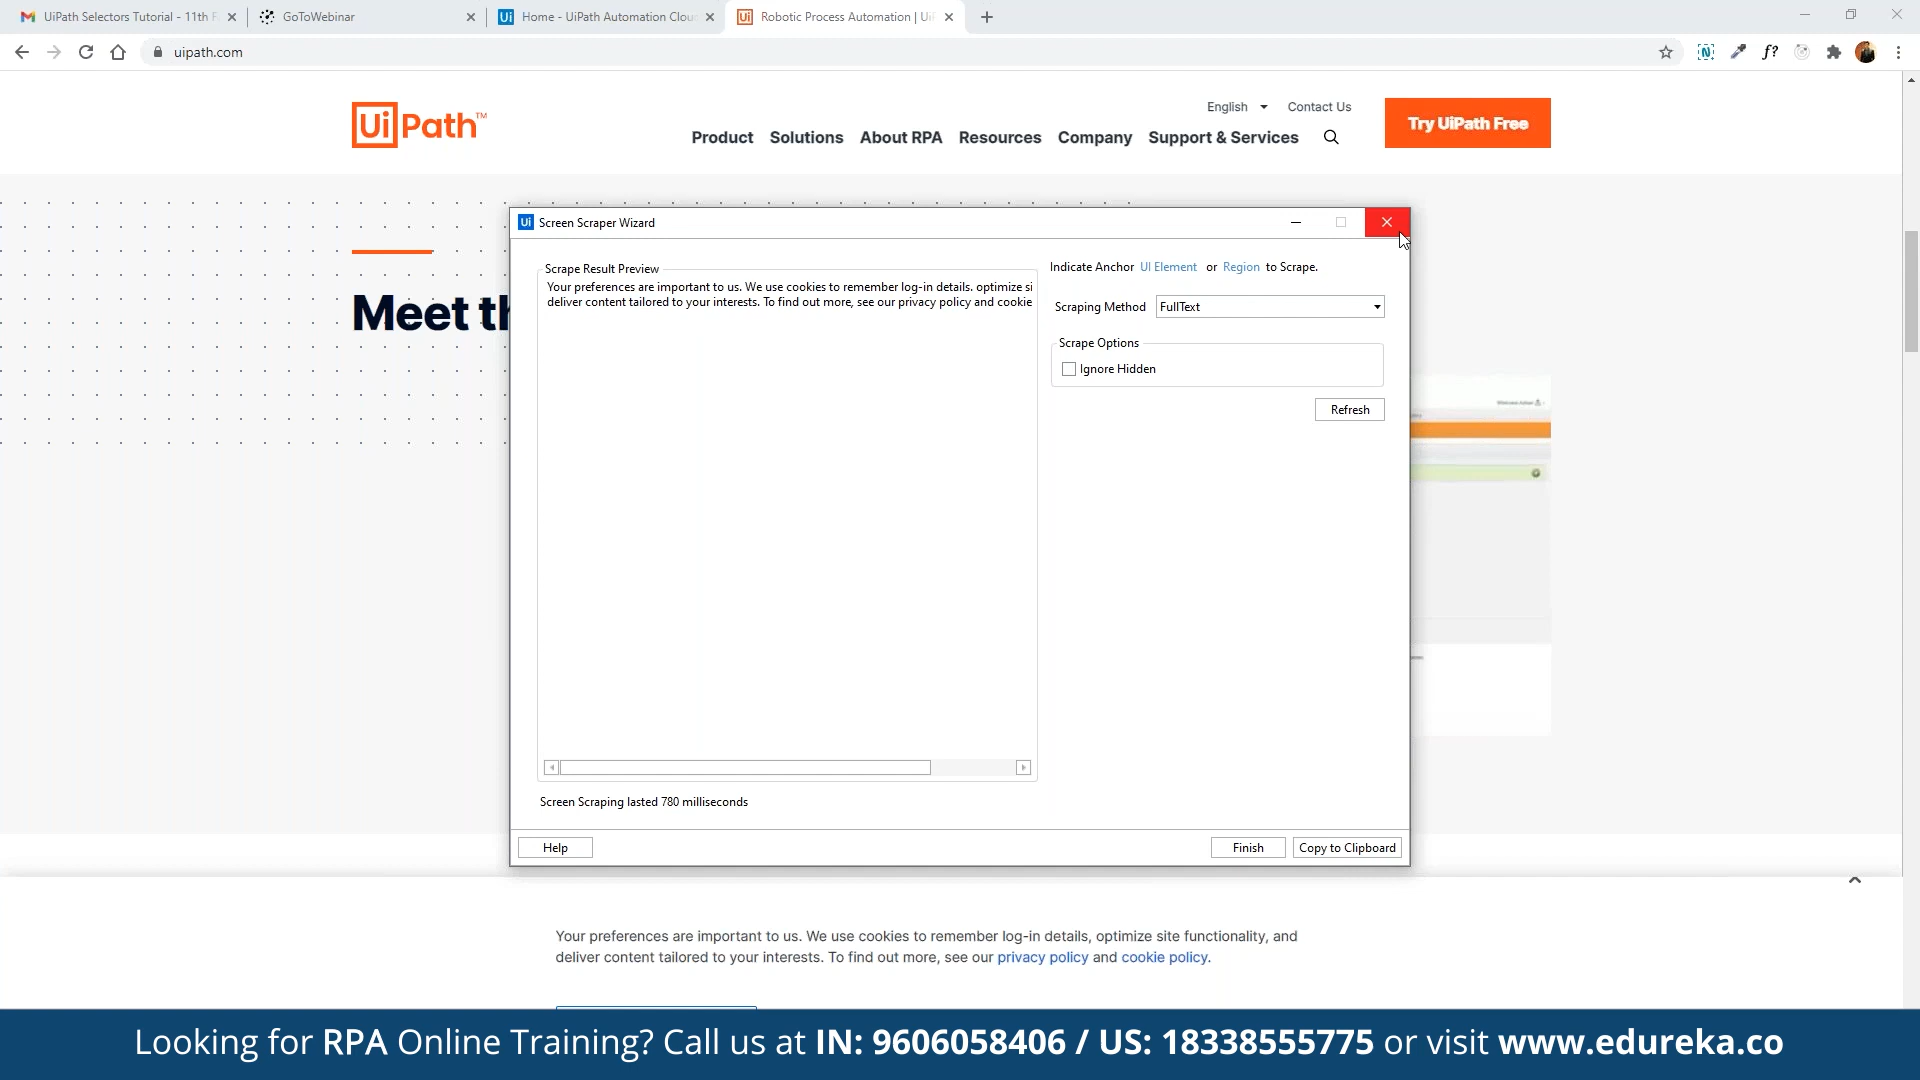 UiPath Selectors Tutorial - 11th F
GoToWebinar
Home - UiPath Automation Clou
Robotic Process Automation | Ui
uipath.com
English
Contact Us
UiPath™
Product
Solutions
About RPA
Resources
Company
Support & Services
Try UiPath Free
Meet th
Screen Scraper Wizard
Scrape Result Preview
Your preferences are important to us. We use cookies to remember log-in details. optimize si
deliver content tailored to your interests. To find out more, see our privacy policy and cookie
Indicate Anchor UI Element or Region to Scrape.
Scraping Method FullText
Scrape Options
Ignore Hidden
Refresh
Screen Scraping lasted 780 milliseconds
Help
Finish
Copy to Clipboard
Your preferences are important to us. We use cookies to remember log-in details, optimize site functionality, and
deliver content tailored to your interests. To find out more, see our privacy policy and cookie policy.
Looking for RPA Online Training? Call us at IN: 9606058406 / US: 18338555775 or visit www.edureka.co